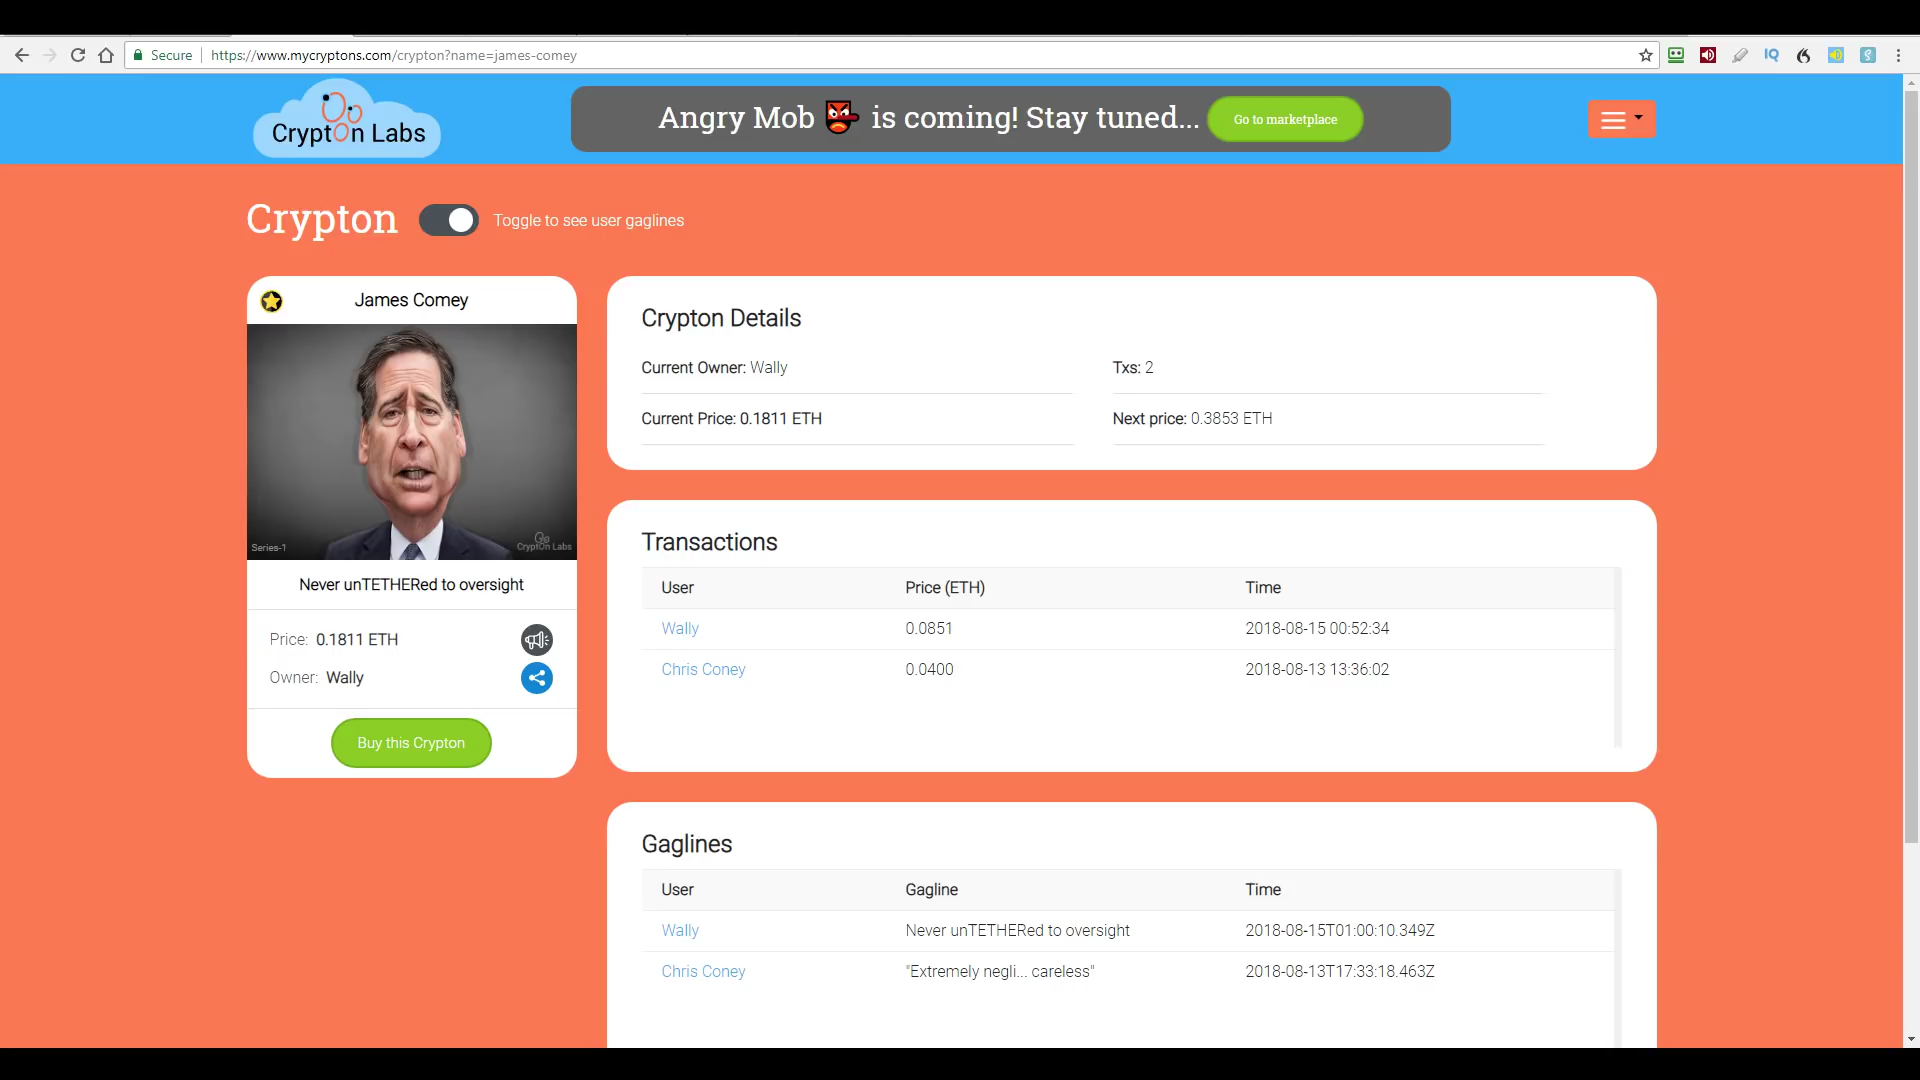 Secure https://www.mycryptons.com/crypton?name=james-comey
IQ
CryptOn Labs
Angry Mob is coming! Stay tuned...
Go to marketplace
Crypton
Toggle to see user gaglines
James Comey
Series-1
CryptOn Labs
Never unTETHERed to oversight
Price: 0.1811 ETH
Owner: Wally
Buy this Crypton
Crypton Details
Current Owner: Wally Txs: 2
Current Price: 0.1811 ETH Next price: 0.3853 ETH
Transactions
User Price (ETH) Time
Wally 0.0851 2018-08-15 00:52:34
Chris Coney 0.0400 2018-08-13 13:36:02
Gaglines
User Gagline Time
Wally Never unTETHERed to oversight 2018-08-15T01:00:10.349Z
Chris Coney "Extremely negli... careless" 2018-08-13T17:33:18.463Z